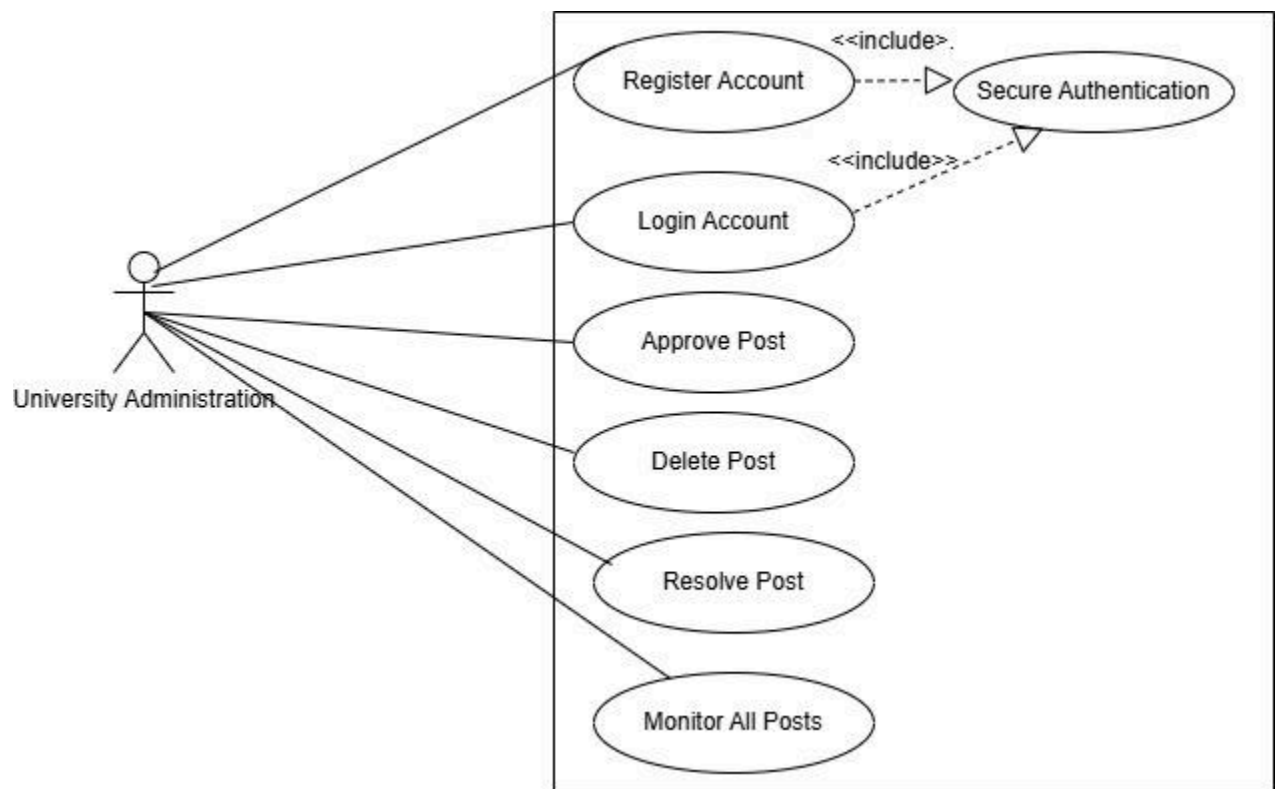 <<include>.
Register Account
Secure Authentication
<<include>>
Login Account
Approve Post
University Administration
Delete Post
Resolve Post
Monitor All Posts